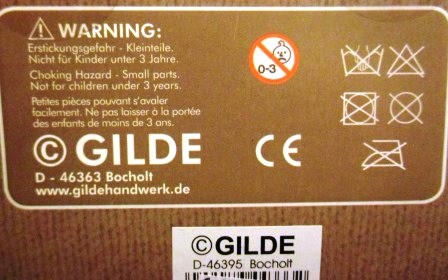 WARNING:
Erstickungsgefahr - Kleinteile.
Nicht für Kinder unter 3 Jahre.
Choking Hazard - Small parts.
Not for children under 3 years.
Petites pièces pouvant s'avaler
facilement. Ne pas laisser à la portée
des enfants de moins de 3 ans.
© GILDE
D - 46363 Bocholt
www.gildehandwerk.de
0-3
CE
© GILDE
D-46395 Bocholt